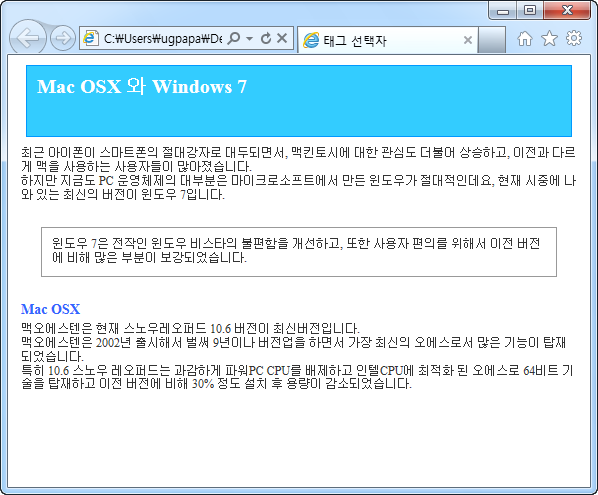 C:₩Users₩ugpapa₩De
태그 선택자
Mac OSX 와 Windows 7
최근 아이폰이 스마트폰의 절대강자로 대두되면서, 맥킨토시에 대한 관심도 더불어 상승하고, 이전과 다르
게 맥을 사용하는 사용자들이 많아졌습니다.
하지만 지금도 PC 운영체제의 대부분은 마이크로소프트에서 만든 윈도우가 절대적인데요, 현재 시중에 나
와 있는 최신의 버전이 윈도우 7입니다.
윈도우 7은 전작인 윈도우 비스타의 불편함을 개선하고, 또한 사용자 편의를 위해서 이전 버전
에 비해 많은 부분이 보강되었습니다.
Mac OSX
맥오에스텐은 현재 스노우레오퍼드 10.6 버전이 최신버전입니다.
맥오에스텐은 2002년 출시해서 벌써 9년이나 버전업을 하면서 가장 최신의 오에스로서 많은 기능이 탑재
되었습니다.
특히 10.6 스노우 레오퍼드는 과감하게 파워PC CPU를 배제하고 인텔CPU에 최적화 된 오에스로 64비트 기
술을 탑재하고 이전 버전에 비해 30% 정도 설치 후 용량이 감소되었습니다.